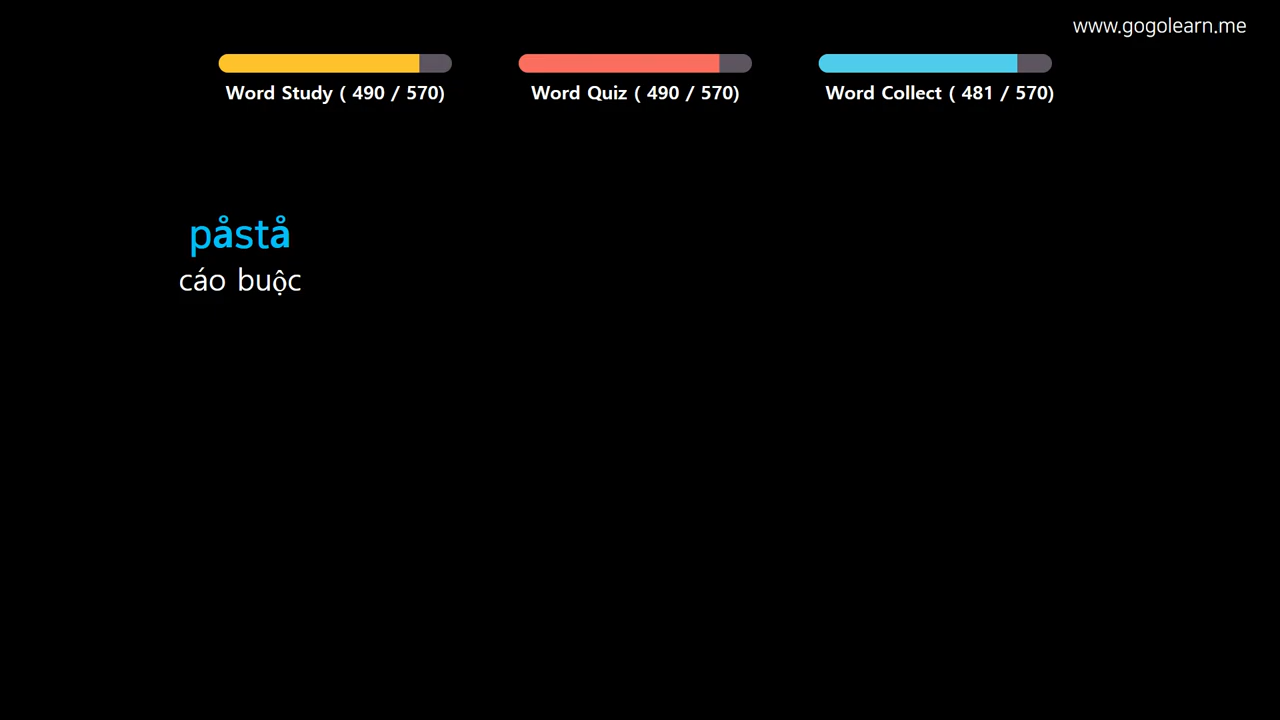 www.gogolearn.me
Word Study ( 490 / 570)
Word Quiz ( 490 / 570)
Word Collect ( 481 / 570)
påstå
cáo buộc